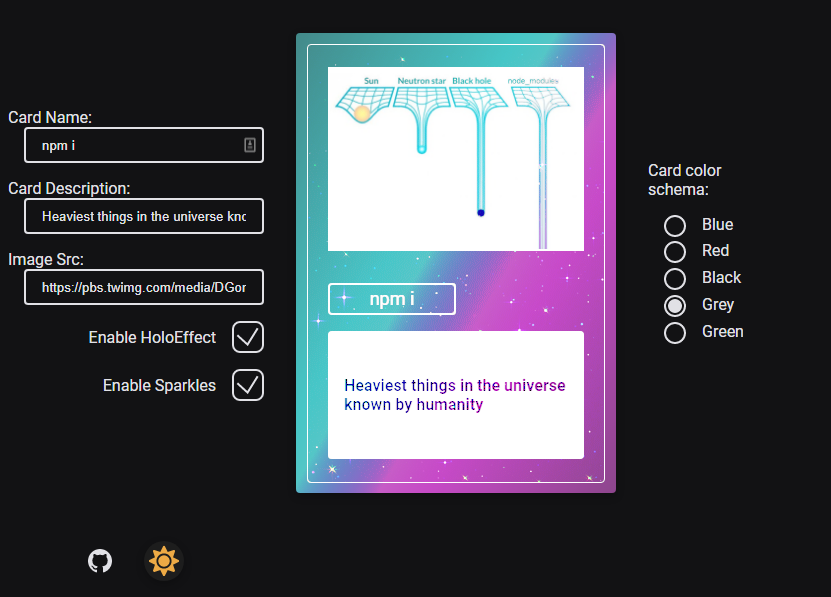 Card Name:
npm i
Card Description:
Heaviest things in the universe knc
Image Src:
https://pbs.twimg.com/media/DGor
Enable HoloEffect
Enable Sparkles
Sun
Neutron star
Black hole
node_modules
npm i
Heaviest things in the universe
known by humanity
Card color
schema:
Blue
Red
Black
Grey
Green